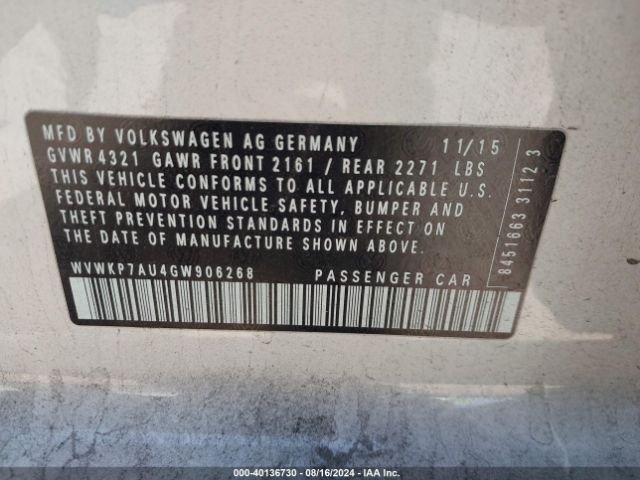 MFD BY VOLKSWAGEN AG GERMANY 11/15
GVWR 4321 GAWR FRONT 2161 / REAR 2271 LBS
THIS VEHICLE CONFORMS TO ALL APPLICABLE U.S.
FEDERAL MOTOR VEHICLE SAFETY, BUMPER AND
THEFT PREVENTION STANDARDS IN EFFECT ON
THE DATE OF MANUFACTURE SHOWN ABOVE.
WVWKP7AU4GW906268 PASSENGER CAR
8451663 3112 3
© - 40136730 - 08/16/2024 - IAA Inc.